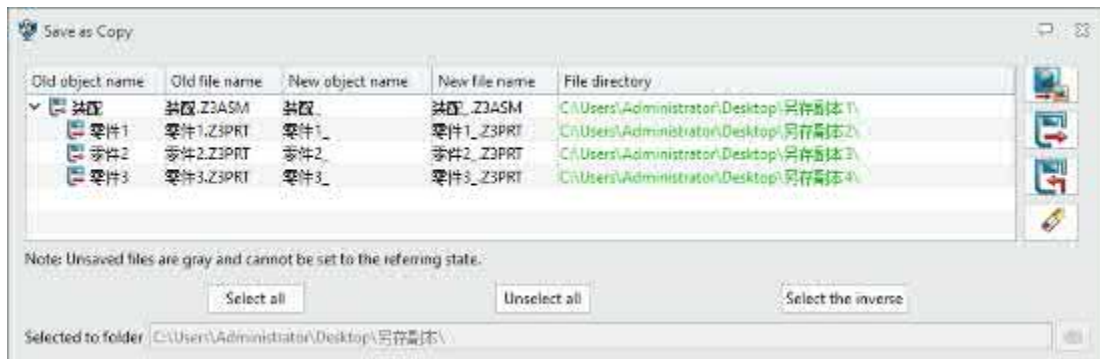 Save as Copy
Old object name Old file name New object name New file name File directory
装配 装配.Z3ASM 装配_ 装配_.Z3ASM C:\Users\Administrator\Desktop\另存副本1\
零件1 零件1.Z3PRT 零件1_ 零件1_.Z3PRT C:\Users\Administrator\Desktop\另存副本2\
零件2 零件2.Z3PRT 零件2_ 零件2_.Z3PRT C:\Users\Administrator\Desktop\另存副本3\
零件3 零件3.Z3PRT 零件3_ 零件3_.Z3PRT C:\Users\Administrator\Desktop\另存副本4\
Note: Unsaved files are gray and cannot be set to the referring state.
Select all Unselect all Select the inverse
Selected to folder C:\Users\Administrator\Desktop\另存副本\